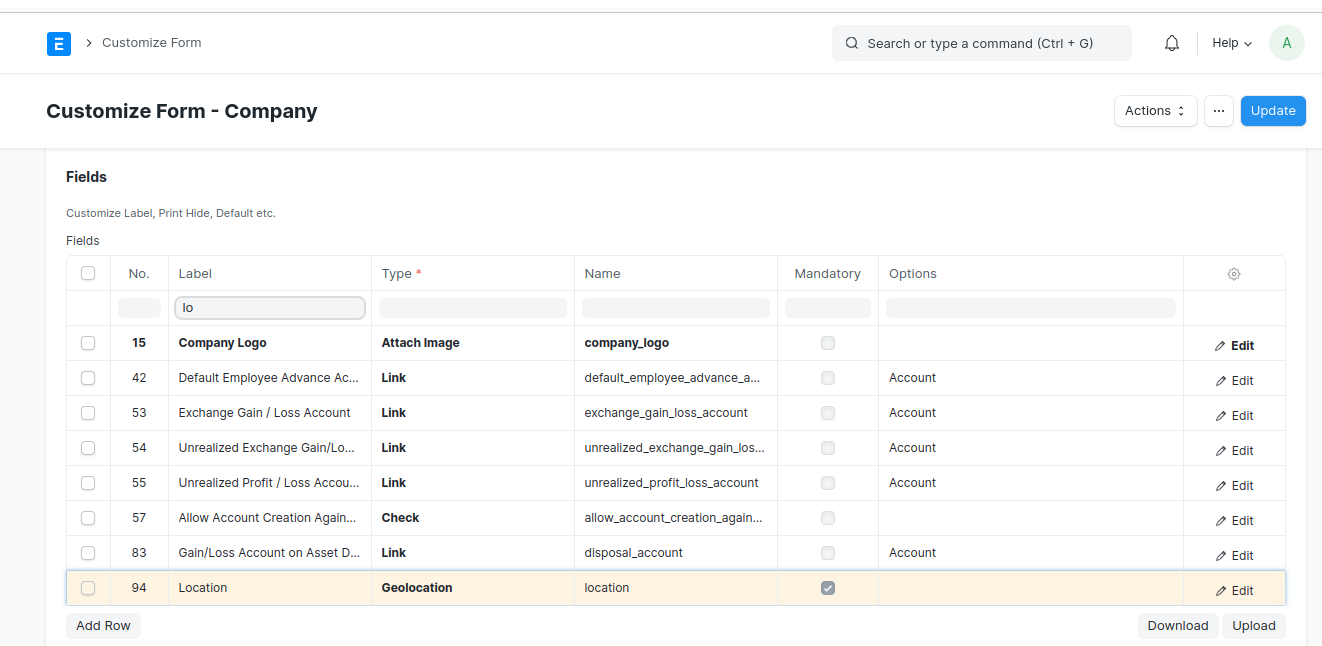 E Customize Form Search or type a command (Ctrl + G) Help A
Customize Form - Company Actions ... Update
Fields
Customize Label, Print Hide, Default etc.
Fields
No. Label Type * Name Mandatory Options
lo
15 Company Logo Attach Image company_logo Edit
42 Default Employee Advance Ac... Link default_employee_advance_a... Account Edit
53 Exchange Gain / Loss Account Link exchange_gain_loss_account Account Edit
54 Unrealized Exchange Gain/Lo... Link unrealized_exchange_gain_los... Account Edit
55 Unrealized Profit / Loss Accou... Link unrealized_profit_loss_account Account Edit
57 Allow Account Creation Again... Check allow_account_creation_again... Edit
83 Gain/Loss Account on Asset D... Link disposal_account Account Edit
94 Location Geolocation location Edit
Add Row Download Upload